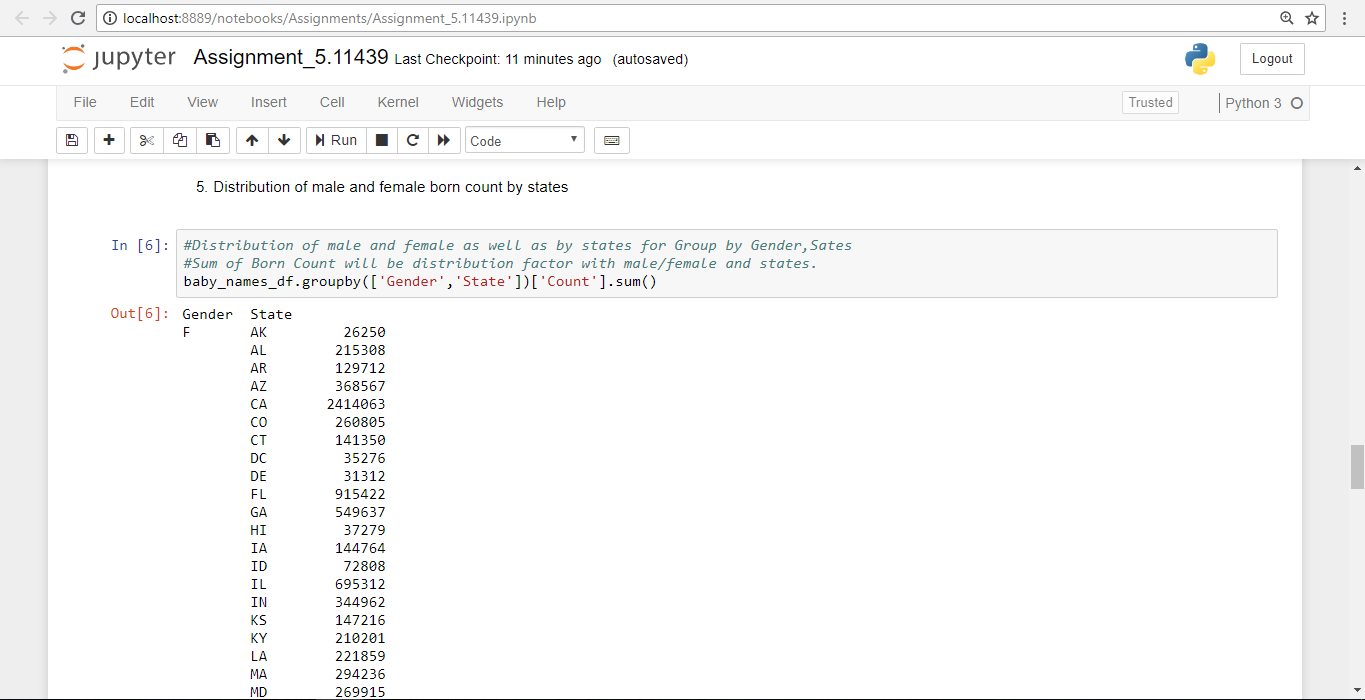 localhost:8889/notebooks/Assignments/Assignment_5.11439.ipynb
jupyter Assignment_5.11439 Last Checkpoint: 11 minutes ago (autosaved) Logout
File Edit View Insert Cell Kernel Widgets Help Trusted Python 3
Run Code
5. Distribution of male and female born count by states
In [6]: #Distribution of male and female as well as by states for Group by Gender,Sates
#Sum of Born Count will be distribution factor with male/female and states.
baby_names_df.groupby(['Gender','State'])['Count'].sum()
Out[6]: Gender State
F AK 26250
AL 215308
AR 129712
AZ 368567
CA 2414063
CO 260805
CT 141350
DC 35276
DE 31312
FL 915422
GA 549637
HI 37279
IA 144764
ID 72808
IL 695312
IN 344962
KS 147216
KY 210201
LA 221859
MA 294236
MD 269915